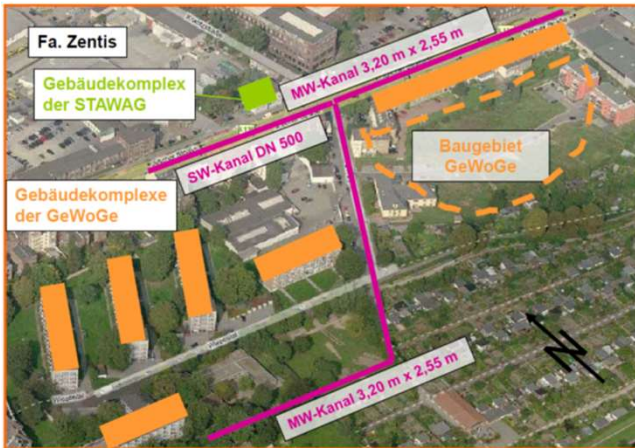 Fa. Zentis
Gebäudekomplex
der STAWAG
MW-Kanal 3,20 m x 2,55 m
SW-Kanal DN 500
Baugebiet
GeWoGe
Gebäudekomplexe
der GeWoGe
MW-Kanal 3,20 m x 2,55 m
N